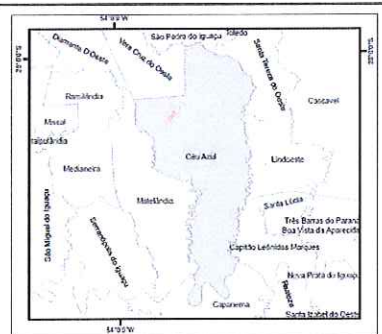 54°0'0"W
São Pedro do Iguaçu
Toledo
Diamante D'Oeste
Vera Cruz do Oeste
Santa Tereza do Oeste
25°0'0"S
25°0'0"S
Ramilândia
Cascavel
Missal
Itaipulândia
Céu Azul
Lindoeste
Medianeira
Matelândia
Santa Lúcia
São Miguel do Iguaçu
Serranópolis do Iguaçu
Três Barras do Paraná
Boa Vista da Aparecida
Capitão Leônidas Marques
Nova Prata do Iguaçu
Realeza
Capanema
Santa Izabel do Oeste
54°0'0"W